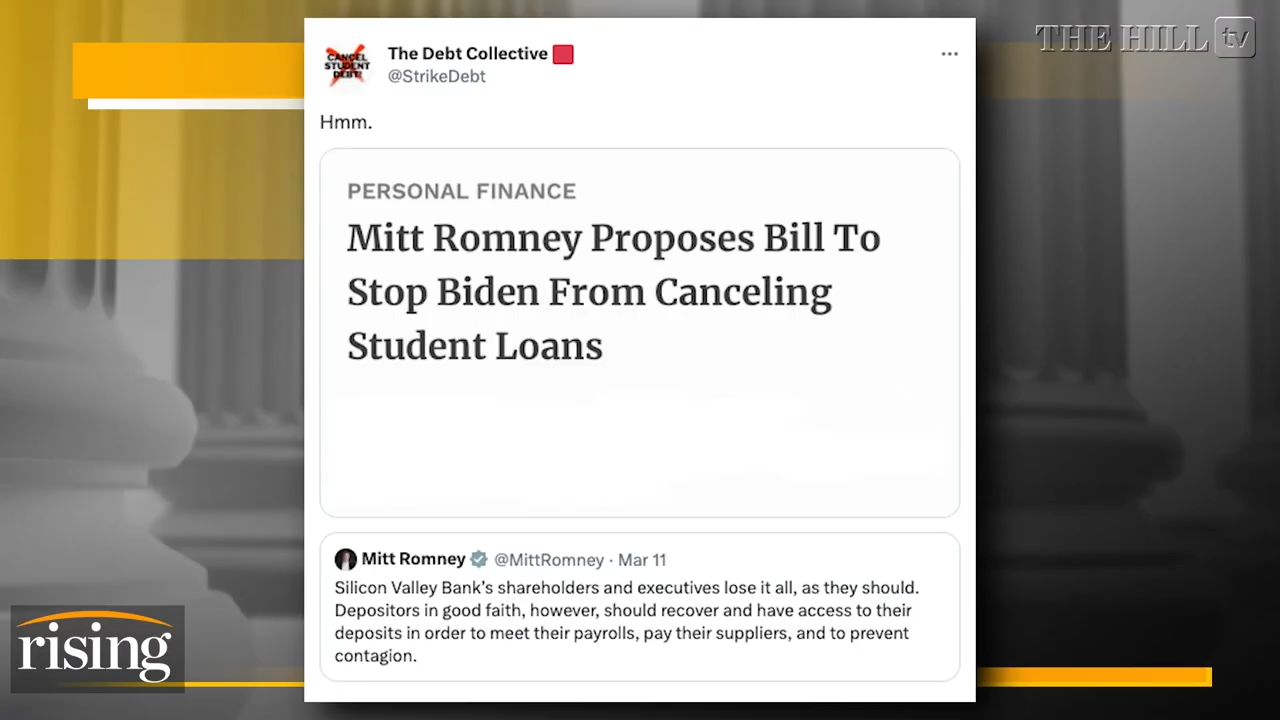 THE HILL tv
CANCEL
STUDENT
DEBT!
The Debt Collective
@StrikeDebt
Hmm.
PERSONAL FINANCE
Mitt Romney Proposes Bill To
Stop Biden From Canceling
Student Loans
Mitt Romney @MittRomney · Mar 11
Silicon Valley Bank’s shareholders and executives lose it all, as they should.
Depositors in good faith, however, should recover and have access to their
deposits in order to meet their payrolls, pay their suppliers, and to prevent
contagion.
rising